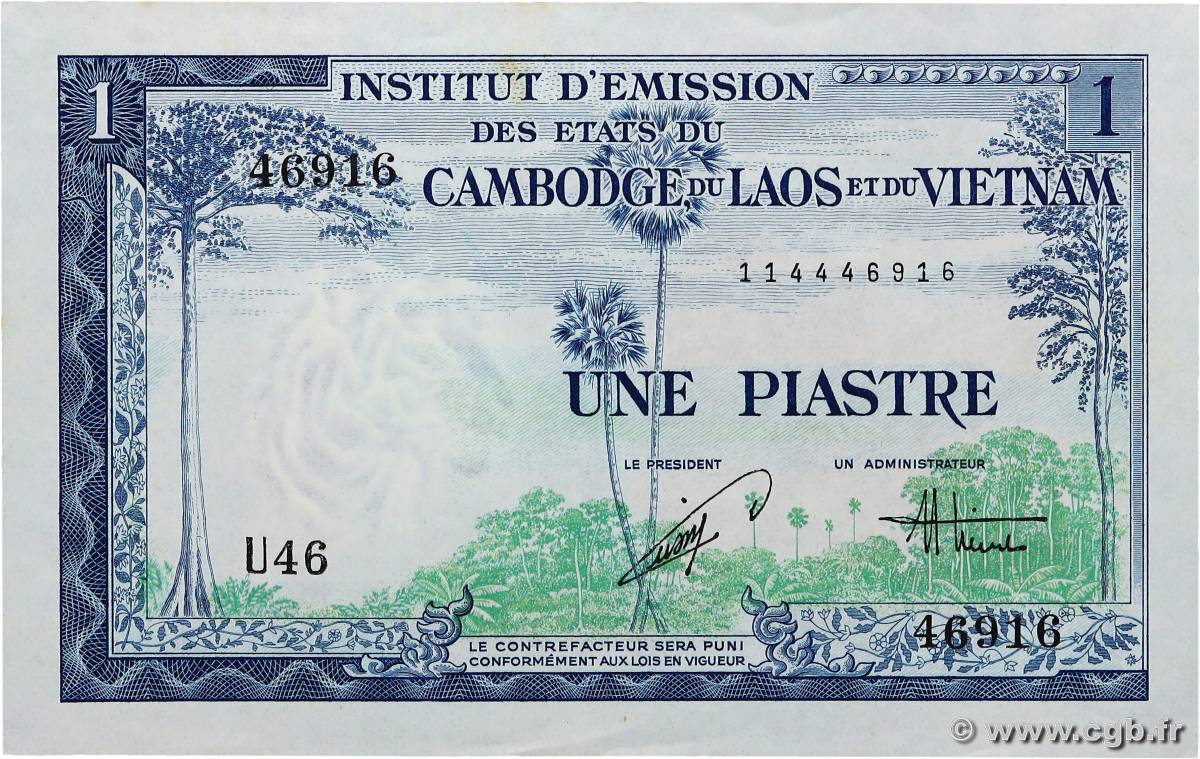 1
INSTITUT D'EMISSION
1
DES ETATS DU
46916
CAMBODGE, DU LAOS ET DU VIETNAM
114446916
UNE PIASTRE
LE PRESIDENT
UN ADMINISTRATEUR
U46
46916
LE CONTREFACTEUR SERA PUNI
CONFORMÉMENT AUX LOIS EN VIGUEUR
© www.cgb.fr